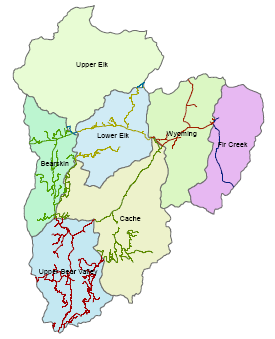 Upper Elk
Lower Elk
Wyoming
Fir Creek
Bearskin
Cache
Upper Bear Valley